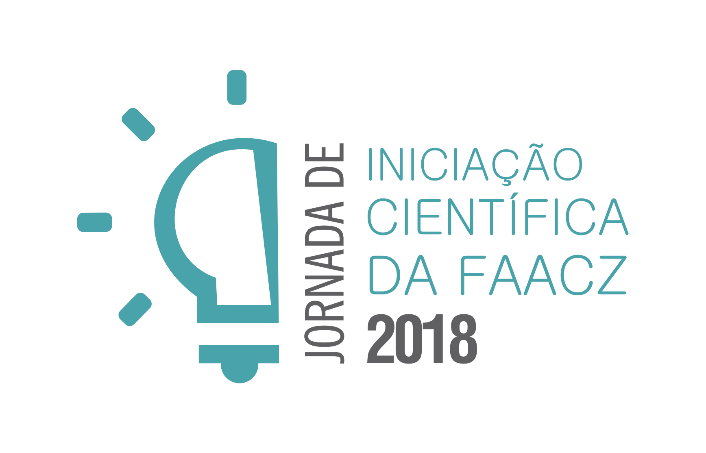 JORNADA DE
INICIAÇÃO
CIENTÍFICA
DA FAACZ
2018